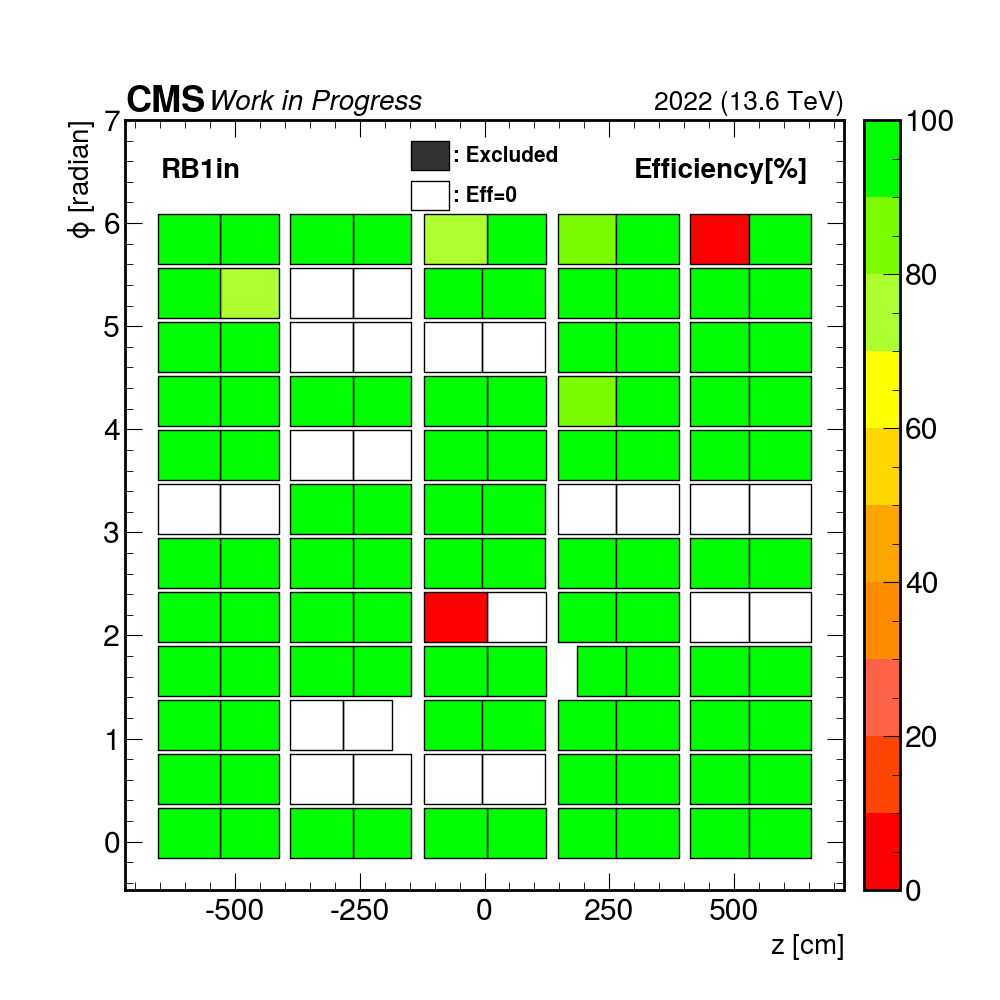 CMS Work in Progress 2022 (13.6 TeV)
RB1in
: Excluded
: Eff=0
Efficiency[%]
ϕ [radian]
7
6
5
4
3
2
1
0
-500 -250 0 250 500
z [cm]
100
80
60
40
20
0